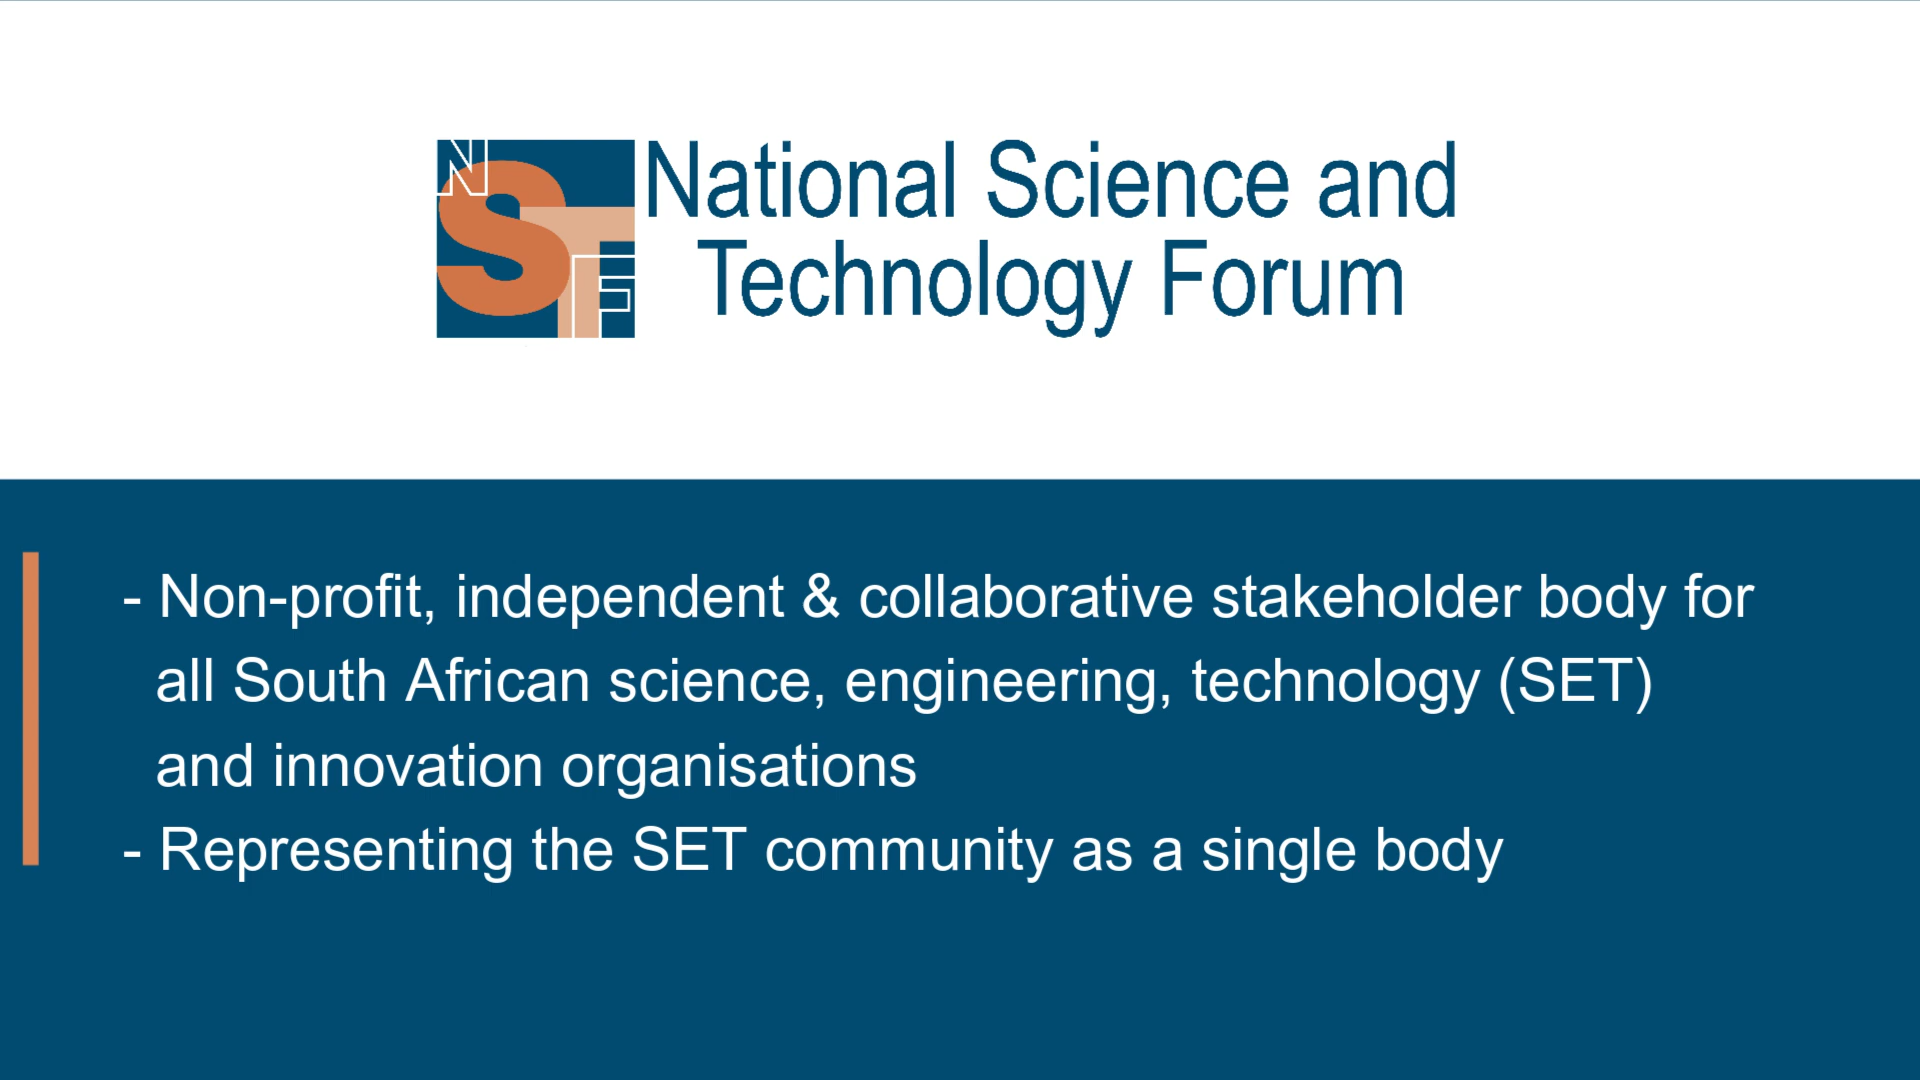 NSTF
National Science and
Technology Forum
- Non-profit, independent & collaborative stakeholder body for
all South African science, engineering, technology (SET)
and innovation organisations
- Representing the SET community as a single body